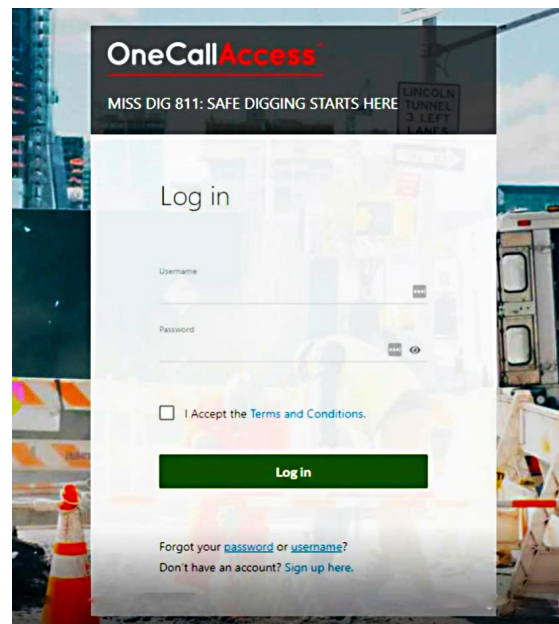 OneCallAccess
MISS DIG 811: SAFE DIGGING STARTS HERE
LINCOLN
TUNNEL
3 LEFT
LANES
Log in
Username
Password
I Accept the Terms and Conditions.
Log in
Forgot your password or username?
Don't have an account? Sign up here.